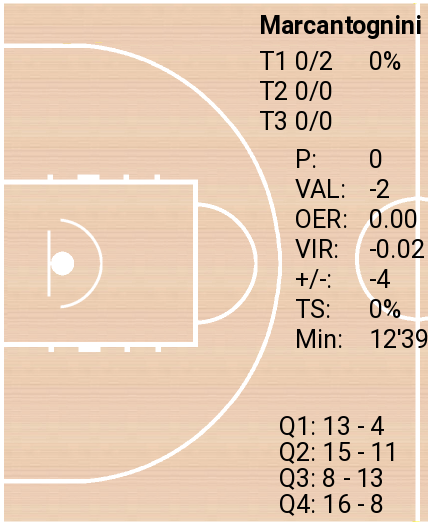 Marcantognini
T1 0/2 0%
T2 0/0
T3 0/0
P: 0
VAL: -2
OER: 0.00
VIR: -0.02
+/-: -4
TS: 0%
Min: 12'39
Q1: 13 - 4
Q2: 15 - 11
Q3: 8 - 13
Q4: 16 - 8